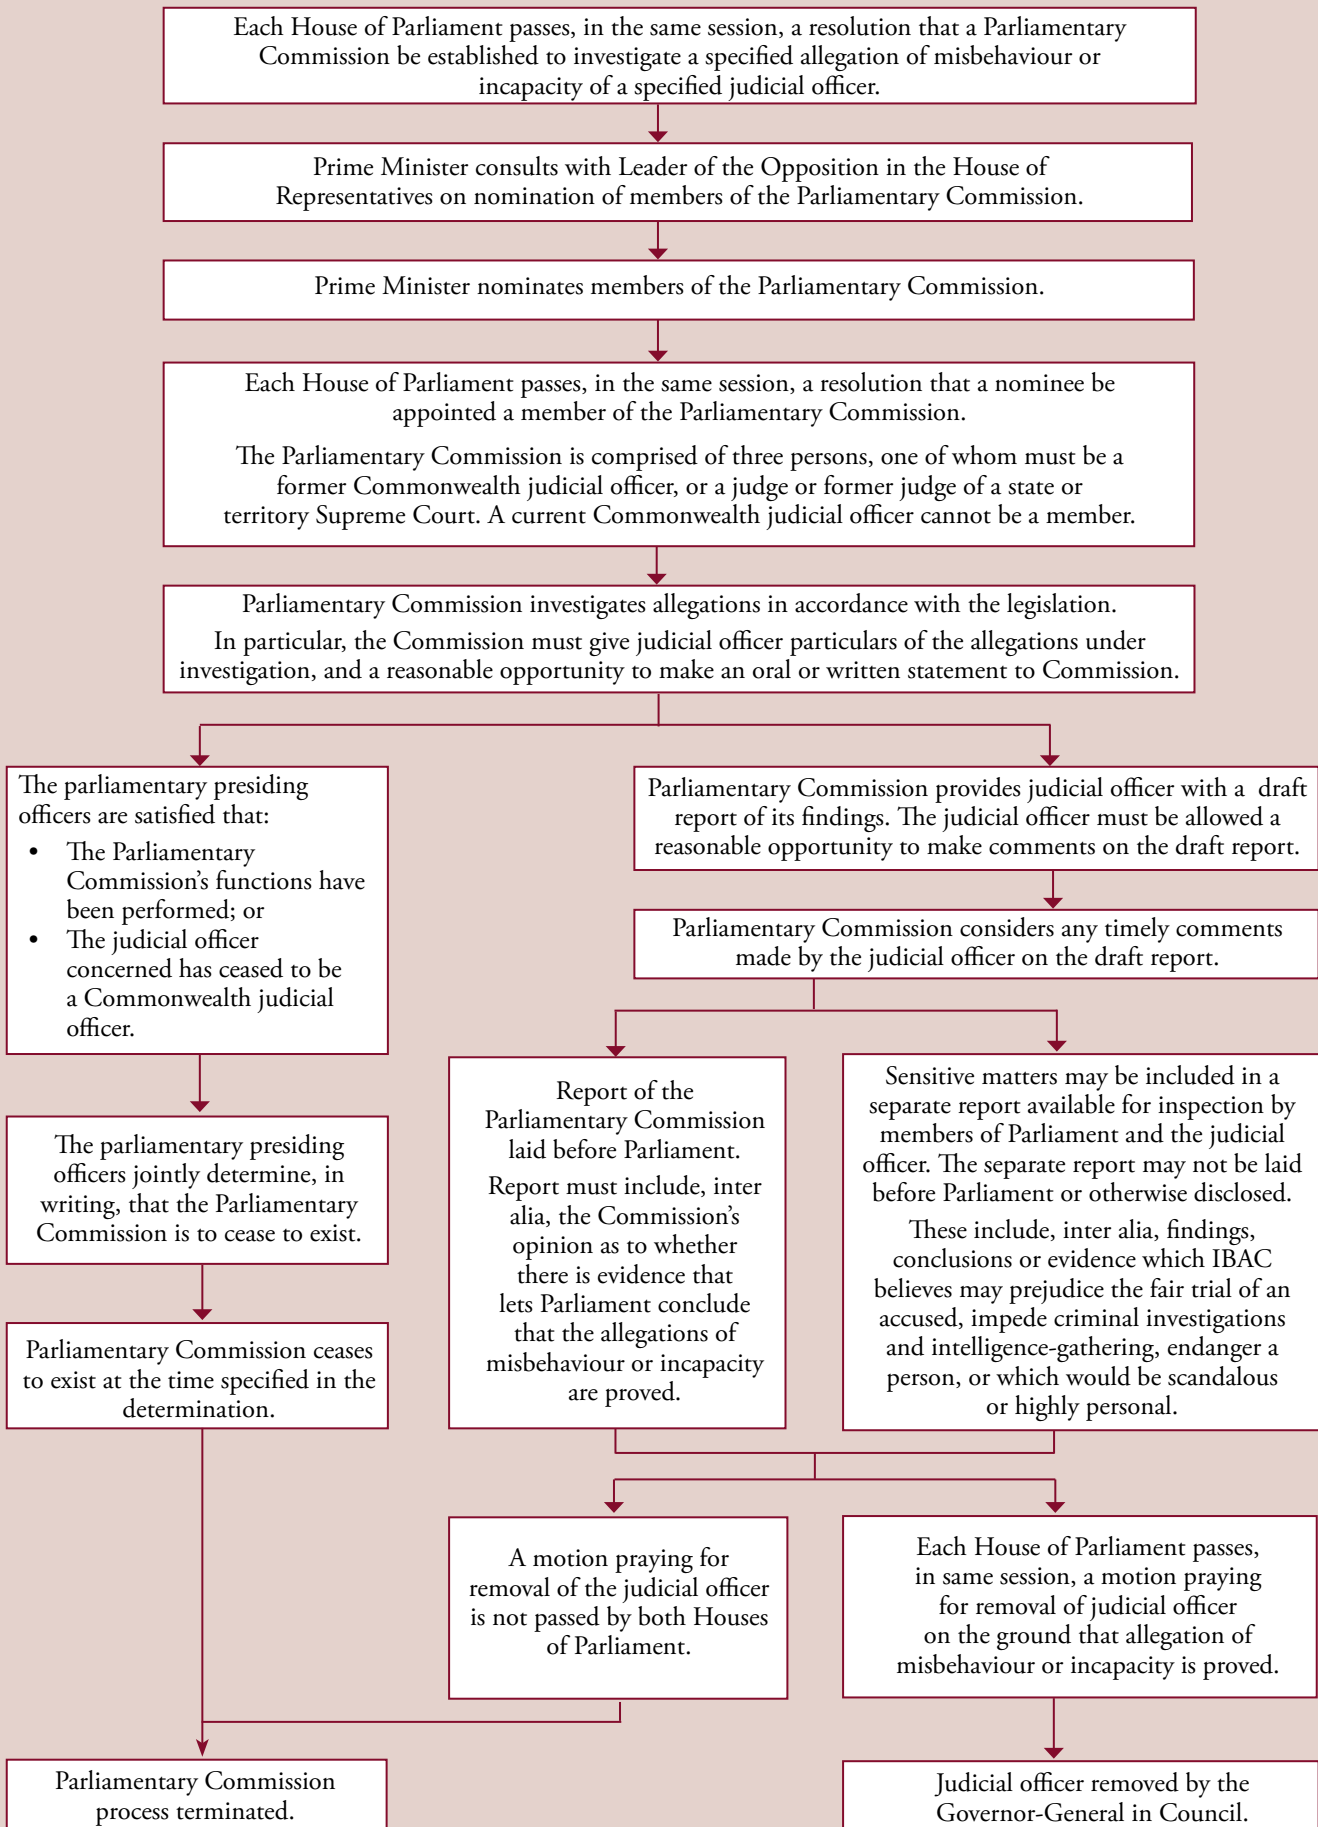 Each House of Parliament passes, in the same session, a resolution that a Parliamentary
Commission be established to investigate a specified allegation of misbehaviour or
incapacity of a specified judicial officer.
Prime Minister consults with Leader of the Opposition in the House of
Representatives on nomination of members of the Parliamentary Commission.
Prime Minister nominates members of the Parliamentary Commission.
Each House of Parliament passes, in the same session, a resolution that a nominee be
appointed a member of the Parliamentary Commission.
The Parliamentary Commission is comprised of three persons, one of whom must be a
former Commonwealth judicial officer, or a judge or former judge of a state or
territory Supreme Court. A current Commonwealth judicial officer cannot be a member.
Parliamentary Commission investigates allegations in accordance with the legislation.
In particular, the Commission must give judicial officer particulars of the allegations under
investigation, and a reasonable opportunity to make an oral or written statement to Commission.
The parliamentary presiding
officers are satisfied that:
• The Parliamentary
Commission's functions have
been performed; or
• The judicial officer
concerned has ceased to be
a Commonwealth judicial
officer.
The parliamentary presiding
officers jointly determine, in
writing, that the Parliamentary
Commission is to cease to exist.
Parliamentary Commission ceases
to exist at the time specified in the
determination.
Parliamentary Commission provides judicial officer with a draft
report of its findings. The judicial officer must be allowed a
reasonable opportunity to make comments on the draft report.
Parliamentary Commission considers any timely comments
made by the judicial officer on the draft report.
Report of the
Parliamentary Commission
laid before Parliament.
Report must include, inter
alia, the Commission's
opinion as to whether
there is evidence that
lets Parliament conclude
that the allegations of
misbehaviour or incapacity
are proved.
Sensitive matters may be included in a
separate report available for inspection by
members of Parliament and the judicial
officer. The separate report may not be laid
before Parliament or otherwise disclosed.
These include, inter alia, findings,
conclusions or evidence which IBAC
believes may prejudice the fair trial of an
accused, impede criminal investigations
and intelligence-gathering, endanger a
person, or which would be scandalous
or highly personal.
A motion praying for
removal of the judicial officer
is not passed by both Houses
of Parliament.
Each House of Parliament passes,
in same session, a motion praying
for removal of judicial officer
on the ground that allegation of
misbehaviour or incapacity is proved.
Parliamentary Commission
process terminated.
Judicial officer removed by the
Governor-General in Council.